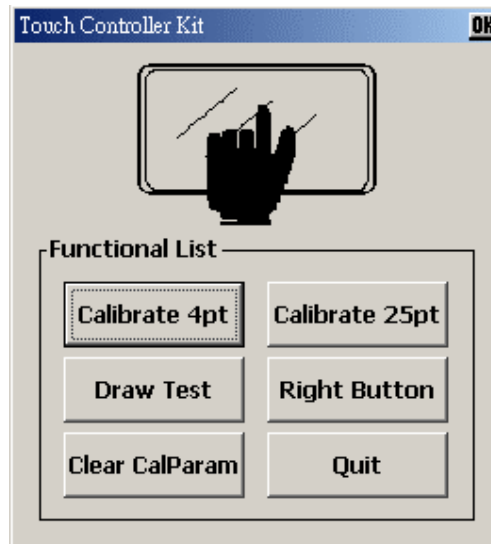 Touch Controller Kit OK
Functional List
Calibrate 4pt Calibrate 25pt
Draw Test Right Button
Clear CalParam Quit